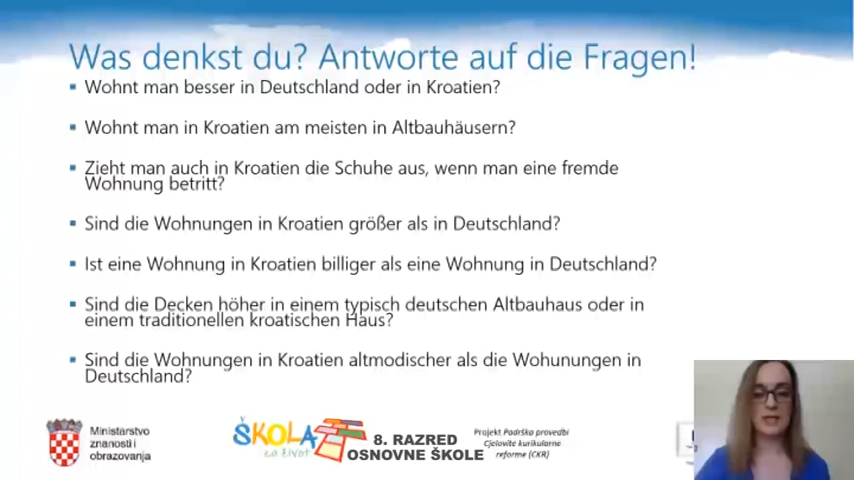 Was denkst du? Antworte auf die Fragen!
Wohnt man besser in Deutschland oder in Kroatien?
Wohnt man in Kroatien am meisten in Altbauhäusern?
Zieht man auch in Kroatien die Schuhe aus, wenn man eine fremde
Wohnung betritt?
Sind die Wohnungen in Kroatien größer als in Deutschland?
Ist eine Wohnung in Kroatien billiger als eine Wohnung in Deutschland?
Sind die Decken höher in einem typisch deutschen Altbauhaus oder in
einem traditionellen kroatischen Haus?
Sind die Wohnungen in Kroatien altmodischer als die Wohunungen in
Deutschland?
Ministarstvo
znanosti i
obrazovanja
ŠKOLA
za život
8. RAZRED
OSNOVNE ŠKOLE
Projekt Podrška provedbi
Cjelovite kurikularne
reforme (CKR)